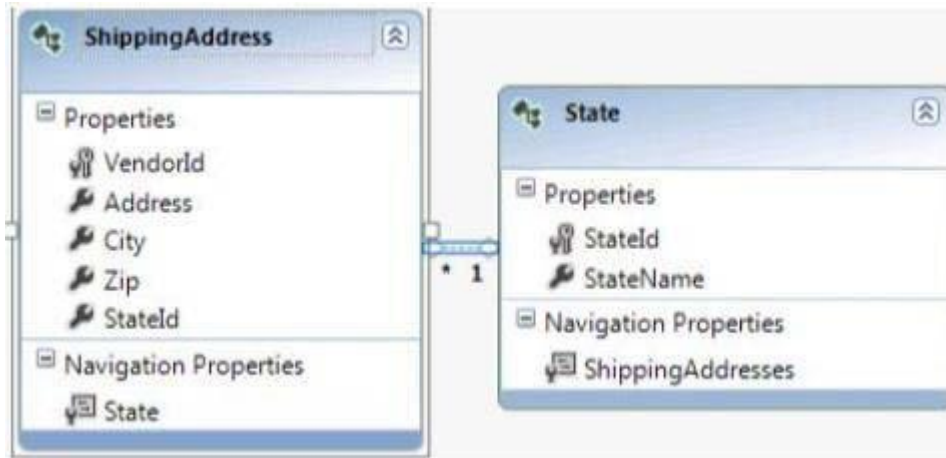 ShippingAddress
Properties
VendorId
Address
City
Zip
StateId
Navigation Properties
State
* 1
State
Properties
StateId
StateName
Navigation Properties
ShippingAddresses